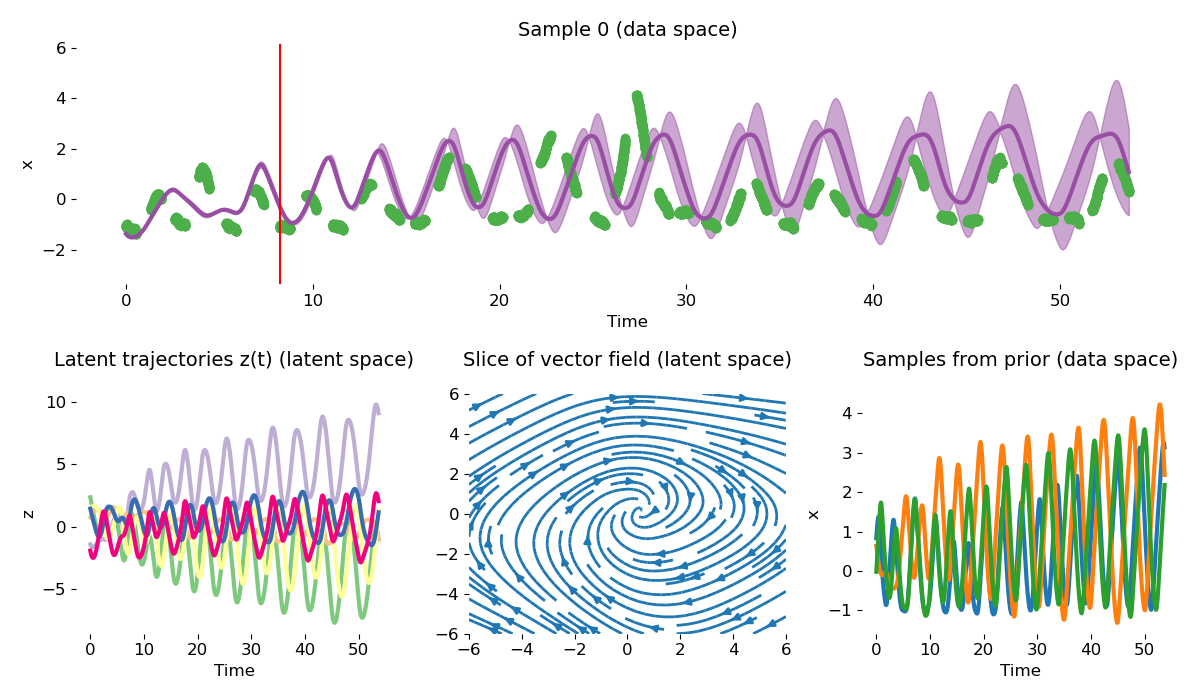 Sample 0 (data space)
6
4
2
0
−2
x
0 10 20 30 40 50
Time
Latent trajectories z(t) (latent space)
10
5
0
−5
z
0 10 20 30 40 50
Time
Slice of vector field (latent space)
6
4
2
0
−2
−4
−6
−6 −4 −2 0 2 4 6
Samples from prior (data space)
4
3
2
1
0
−1
x
0 10 20 30 40 50
Time